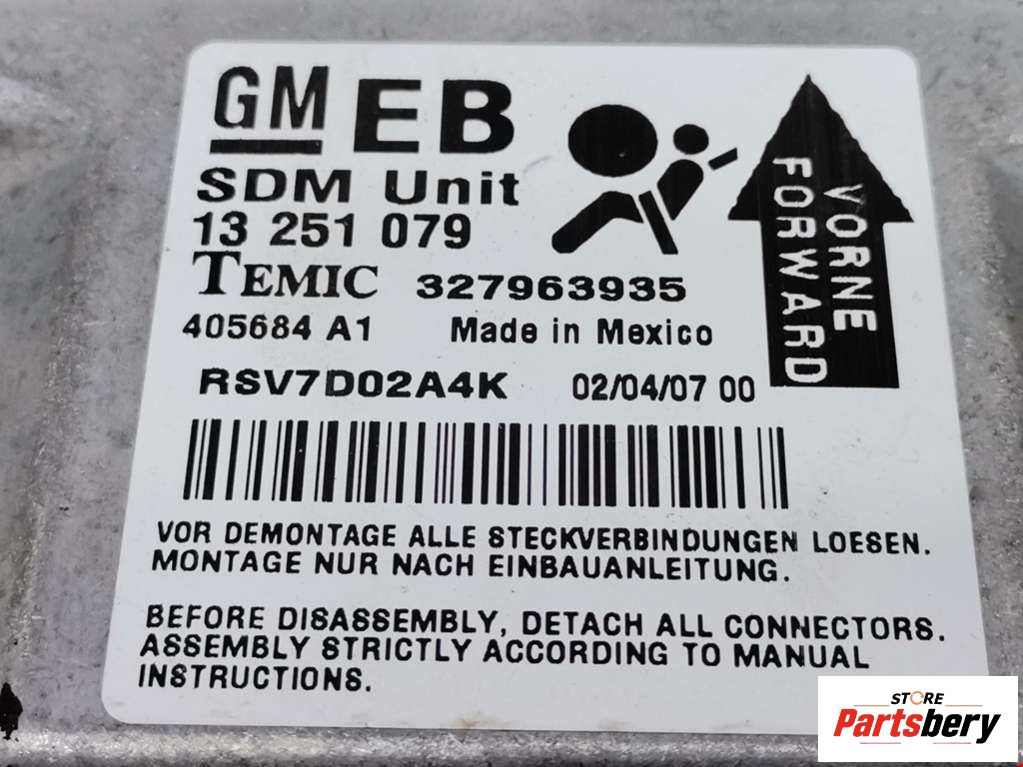 GM EB
SDM Unit
13 251 079
TEMIC 327963935
405684 A1 Made in Mexico
RSV7D02A4K 02/04/07 00
VORNE
FORWARD
VOR DEMONTAGE ALLE STECKVERBINDUNGEN LOESEN.
MONTAGE NUR NACH EINBAUANLEITUNG.
BEFORE DISASSEMBLY, DETACH ALL CONNECTORS.
ASSEMBLY STRICTLY ACCORDING TO MANUAL
INSTRUCTIONS.
STORE
Partsbery